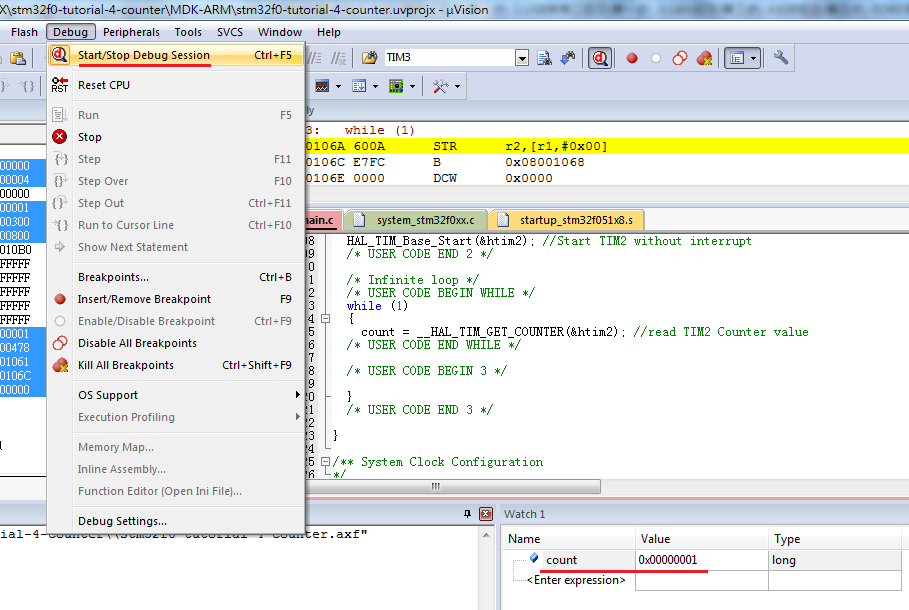 X\stm32f0-tutorial-4-counter\MDK-ARM\stm32f0-tutorial-4-counter.uvprojx - µVision
Flash Debug Peripherals Tools SVCS Window Help
TIM3
Start/Stop Debug Session Ctrl+F5
Reset CPU
Run F5
Stop
Step F11
Step Over F10
Step Out Ctrl+F11
Run to Cursor Line Ctrl+F10
Show Next Statement
Breakpoints... Ctrl+B
Insert/Remove Breakpoint F9
Enable/Disable Breakpoint Ctrl+F9
Disable All Breakpoints
Kill All Breakpoints Ctrl+Shift+F9
OS Support
Execution Profiling
Memory Map...
Inline Assembly...
Function Editor (Open Ini File)...
Debug Settings...
00000
00004
00000
00001
00300
00800
010B0
FFFFF
FFFFF
FFFFF
FFFFF
FFFFF
00001
00478
01061
0106C
00000
3: while (1)
0106A 600A STR r2,[r1,#0x00]
0106C E7FC B 0x08001068
0106E 0000 DCW 0x0000
main.c system_stm32f0xx.c startup_stm32f051x8.s
08 HAL_TIM_Base_Start(&htim2); //Start TIM2 without interrupt
09 /* USER CODE END 2 */
10
11 /* Infinite loop */
12 /* USER CODE BEGIN WHILE */
13 while (1)
14 {
15 count = __HAL_TIM_GET_COUNTER(&htim2); //read TIM2 Counter value
16 /* USER CODE END WHILE */
17
18 /* USER CODE BEGIN 3 */
19
20 }
21 /* USER CODE END 3 */
22
23 }
24
25 /** System Clock Configuration
26 */
ial-4-counter\\stm32f0-tutorial-4-counter.axf"
Watch 1
Name Value Type
count 0x00000001 long
<Enter expression>